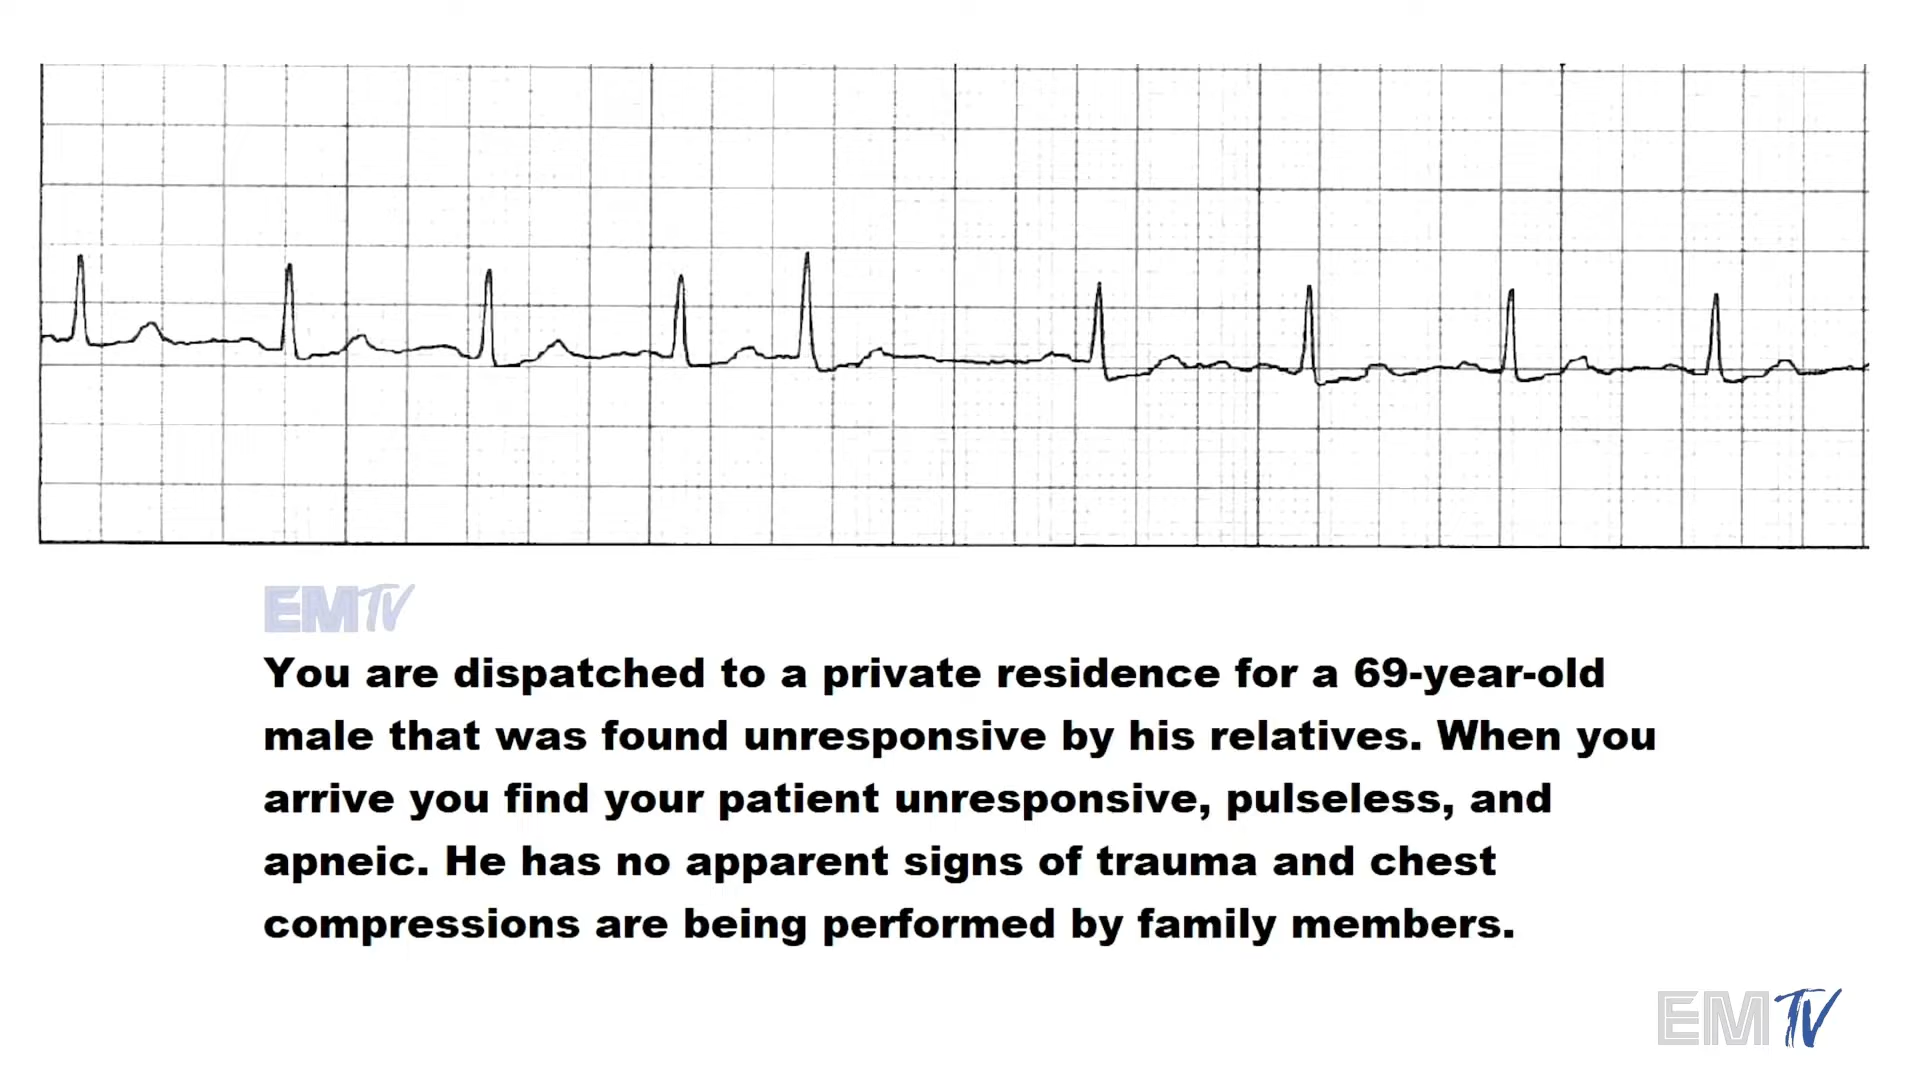 EMTV
You are dispatched to a private residence for a 69-year-old
male that was found unresponsive by his relatives. When you
arrive you find your patient unresponsive, pulseless, and
apneic. He has no apparent signs of trauma and chest
compressions are being performed by family members.
EMTV